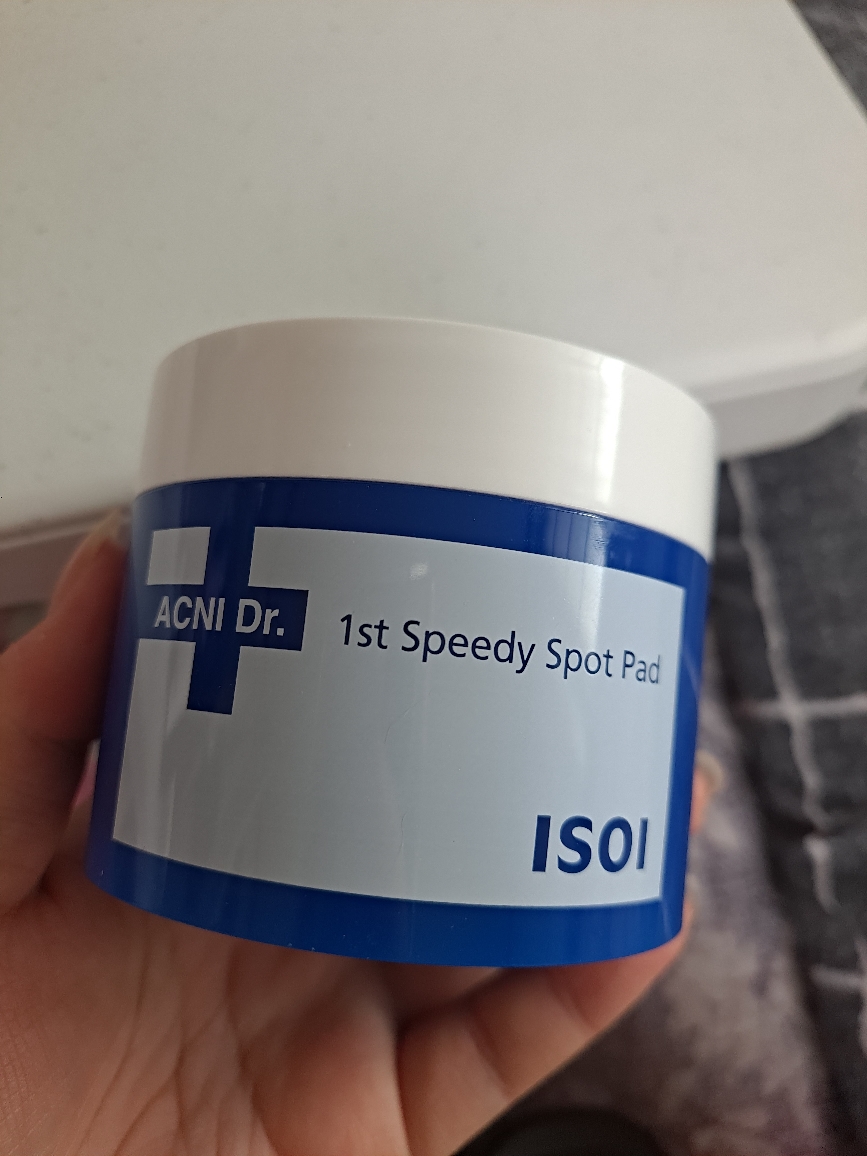 ACNI Dr.
1st Speedy Spot Pad
ISOI